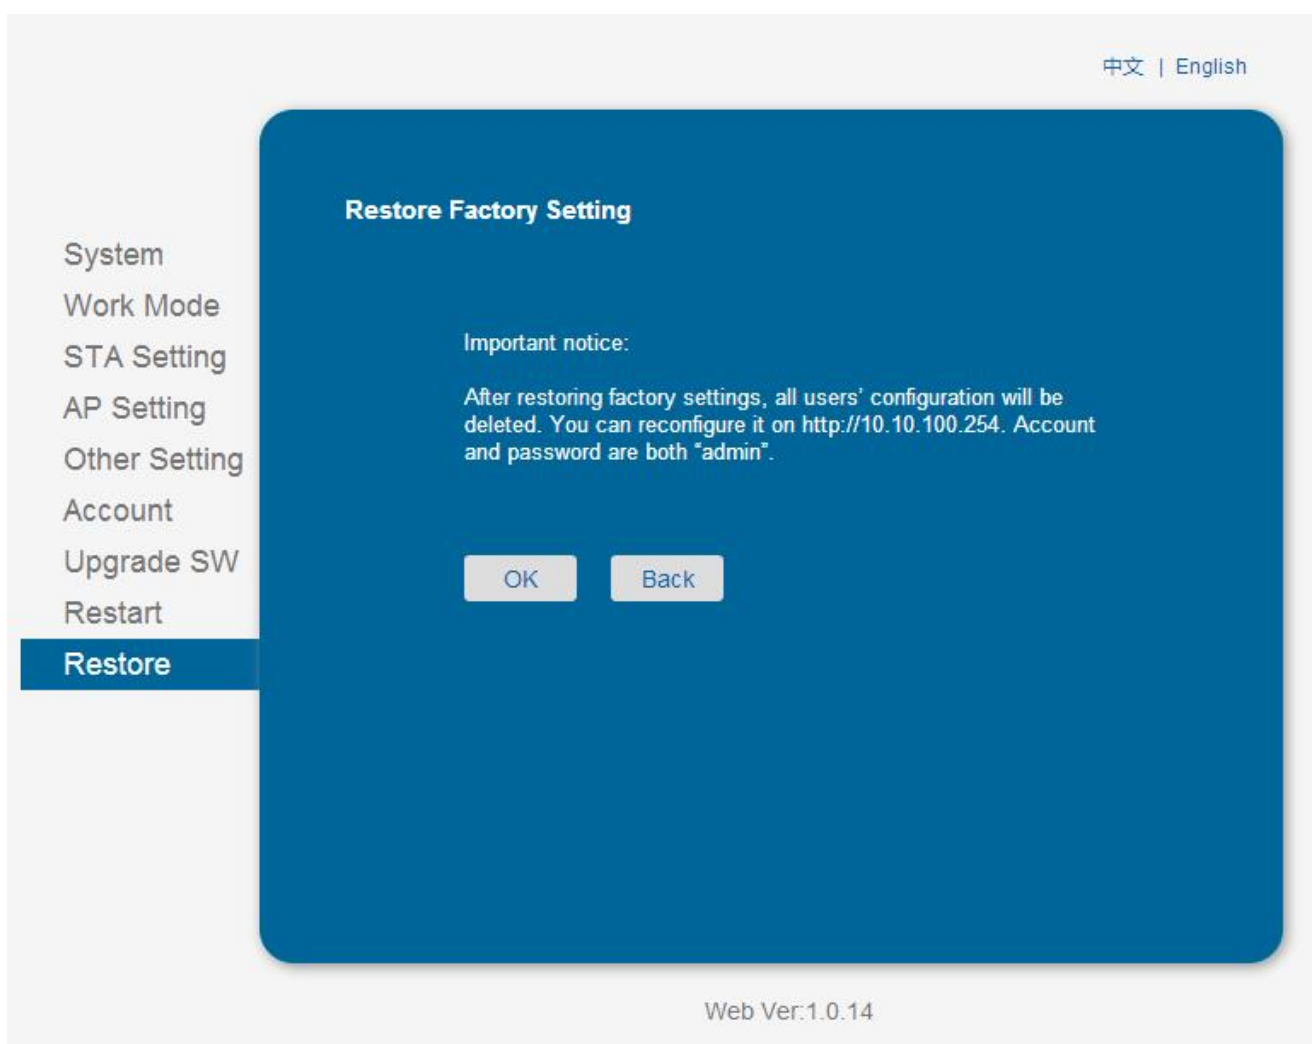 中文 | English
Restore Factory Setting
System
Work Mode
STA Setting
AP Setting
Other Setting
Account
Upgrade SW
Restart
Restore
Important notice:
After restoring factory settings, all users’ configuration will be
deleted. You can reconfigure it on http://10.10.100.254. Account
and password are both “admin”.
OK Back
Web Ver:1.0.14